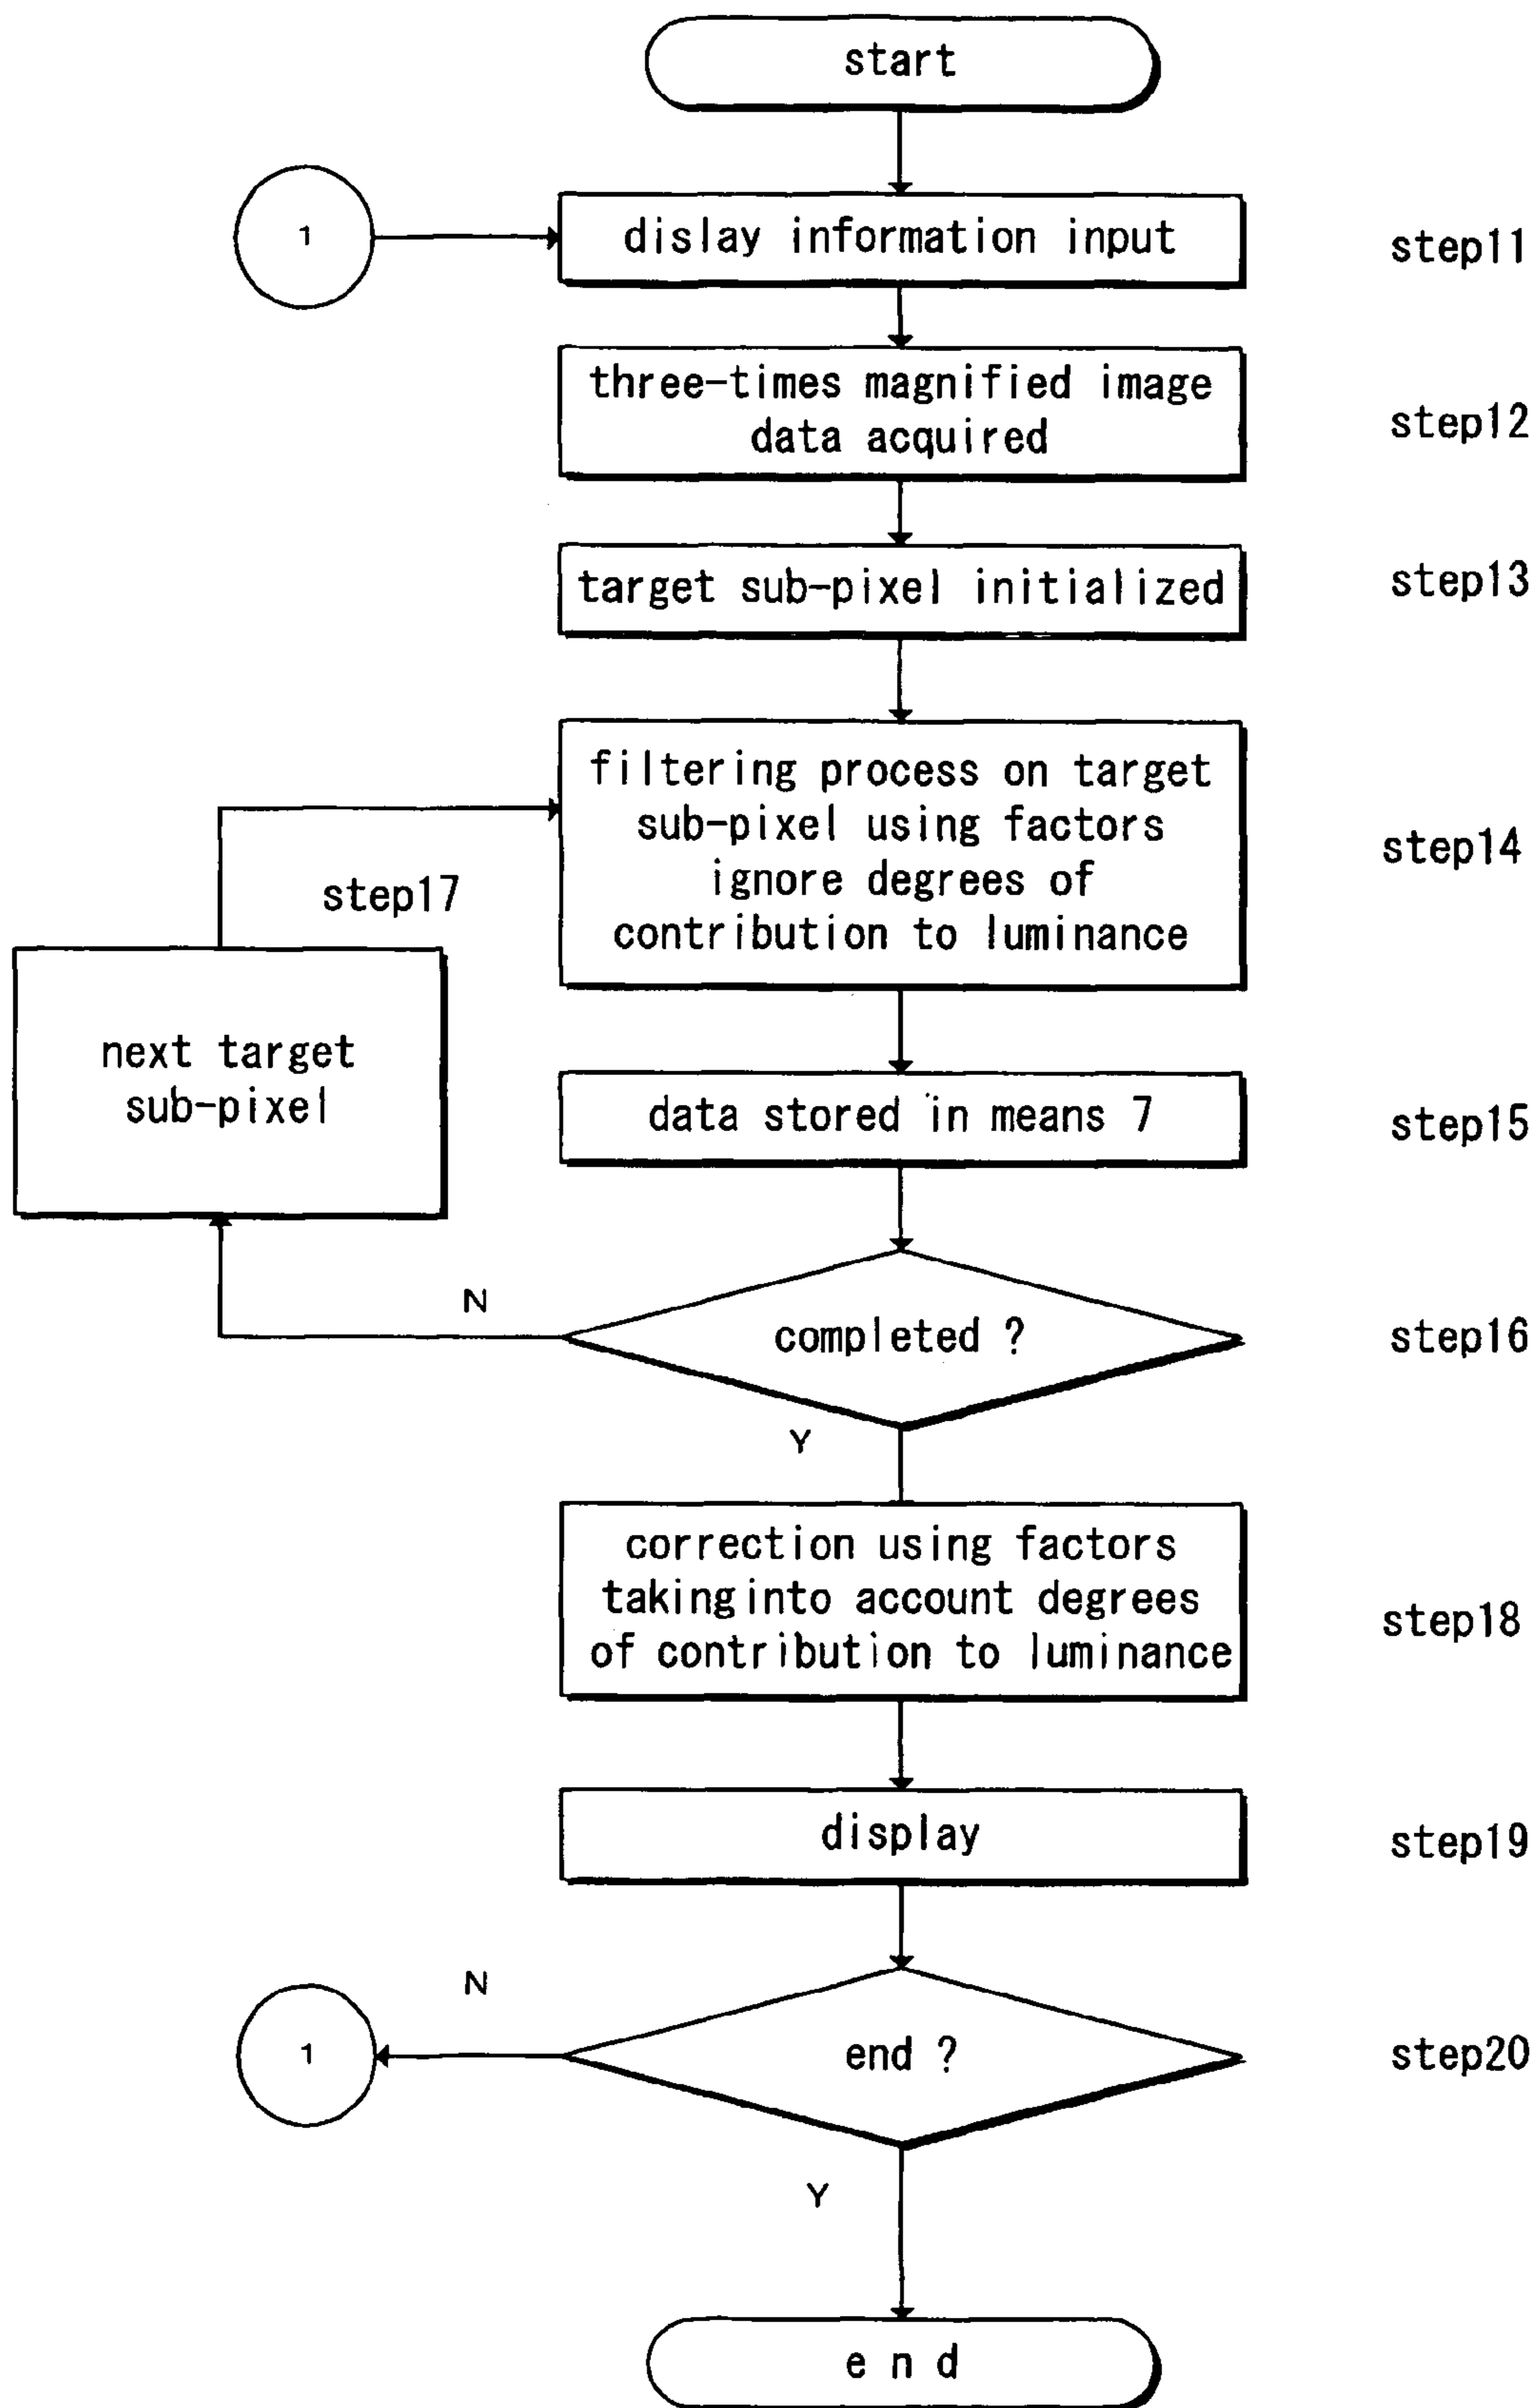 start
1
dislay information input
step11
three-times magnified image
data acquired
step12
target sub-pixel initialized
step13
filtering process on target
sub-pixel using factors
ignore degrees of
contribution to luminance
step14
step17
next target
sub-pixel
data stored in means 7
step15
N
completed ?
step16
Y
correction using factors
takinginto account degrees
of contribution to luminance
step18
display
step19
N
1
end ?
step20
Y
e n d